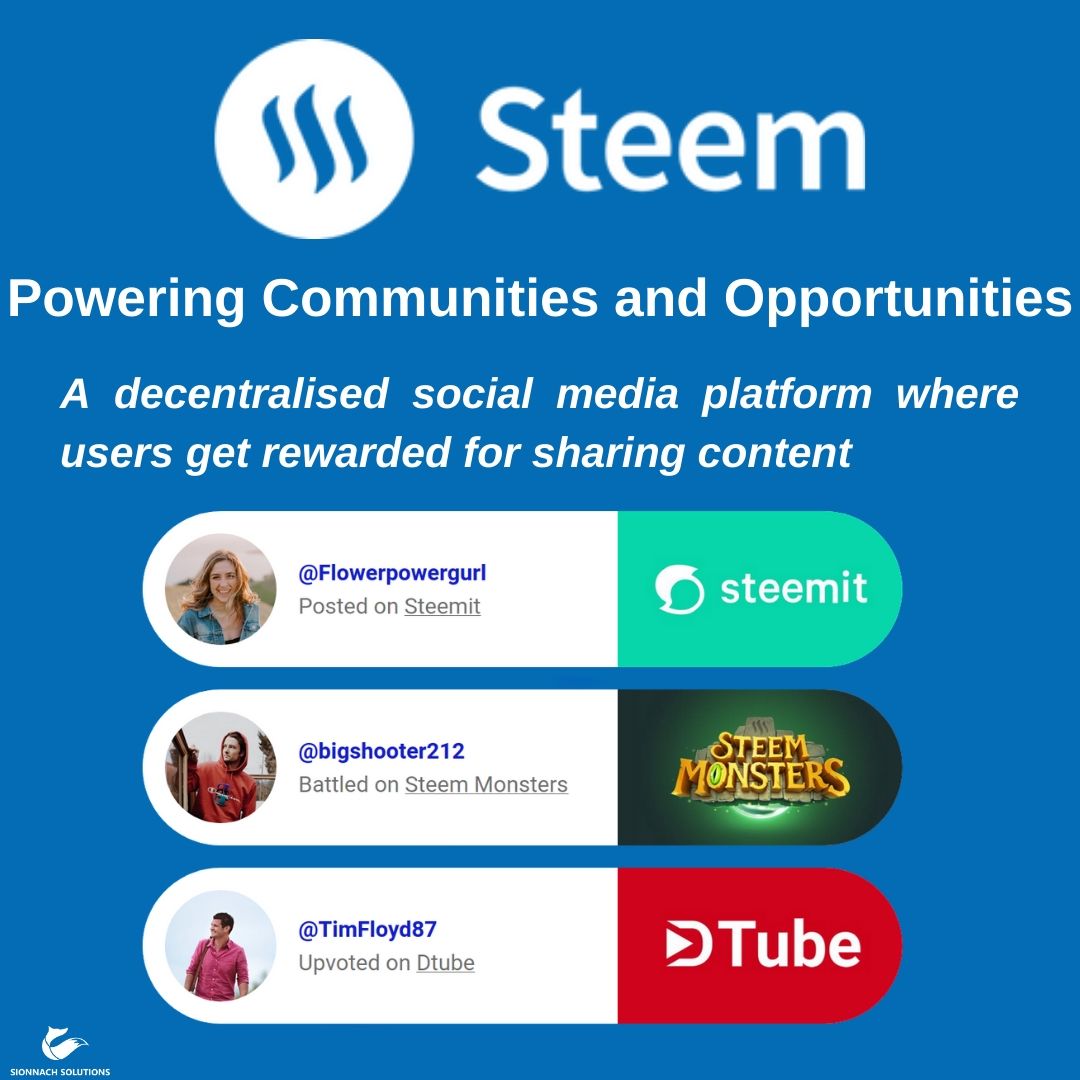 Steem
Powering Communities and Opportunities
A decentralised social media platform where
users get rewarded for sharing content
@Flowerpowergurl
Posted on Steemit
steemit
@bigshooter212
Battled on Steem Monsters
STEEM
MONSTERS
@TimFloyd87
Upvoted on Dtube
DTube
SIONNACH SOLUTIONS